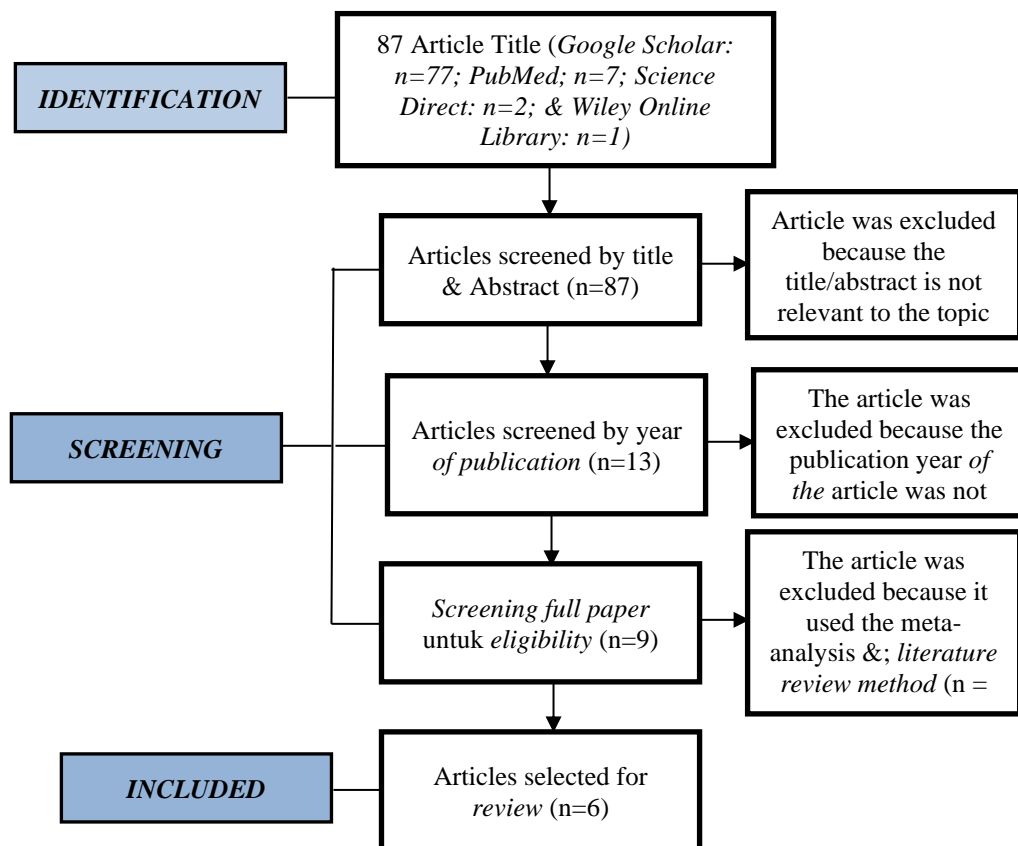 87 Article Title (Google Scholar:
n=77; PubMed; n=7; Science
Direct: n=2; & Wiley Online
Library: n=1)
IDENTIFICATION
Articles screened by title
& Abstract (n=87)
Article was excluded
because the
title/abstract is not
relevant to the topic
SCREENING
Articles screened by year
of publication (n=13)
The article was
excluded because the
publication year of
the article was not
Screening full paper
untuk eligibility (n=9)
The article was
excluded because it
used the meta-
analysis &; literature
review method (n =
INCLUDED
Articles selected for
review (n=6)